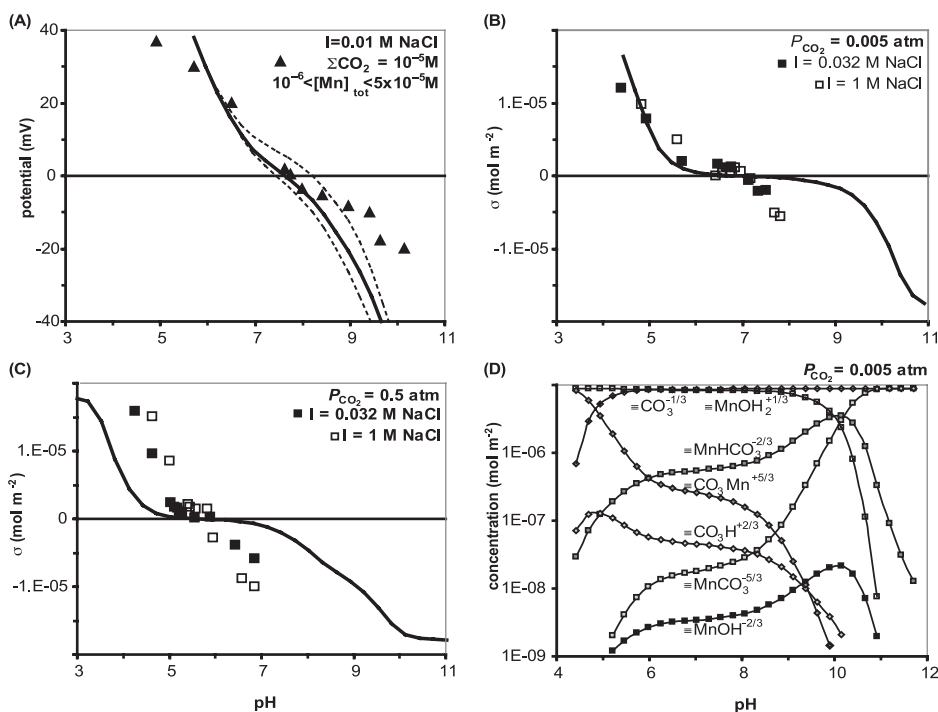 (A)
I=0.01 M NaCl
ΣCO₂ = 10⁻⁵M
10⁻⁶<[Mn]tot<5x10⁻⁵M
potential (mV)
40
20
0
-20
-40
3 5 7 9 11
(B)
P_CO₂ = 0.005 atm
I = 0.032 M NaCl
I = 1 M NaCl
σ (mol m⁻²)
1.E-05
0
-1.E-05
3 5 7 9 11
(C)
P_CO₂ = 0.5 atm
I = 0.032 M NaCl
I = 1 M NaCl
σ (mol m⁻²)
1.E-05
0
-1.E-05
3 5 7 9 11
pH
(D)
P_CO₂ = 0.005 atm
≡CO₃⁻¹/³ ≡MnOH₂⁺¹/³
≡MnHCO₃⁻²/³
≡CO₃Mn⁺⁵/³
≡CO₃H⁺²/³
≡MnCO₃⁻⁵/³
≡MnOH⁻²/³
concentration (mol m⁻²)
1E-06
1E-07
1E-08
1E-09
4 6 8 10 12
pH